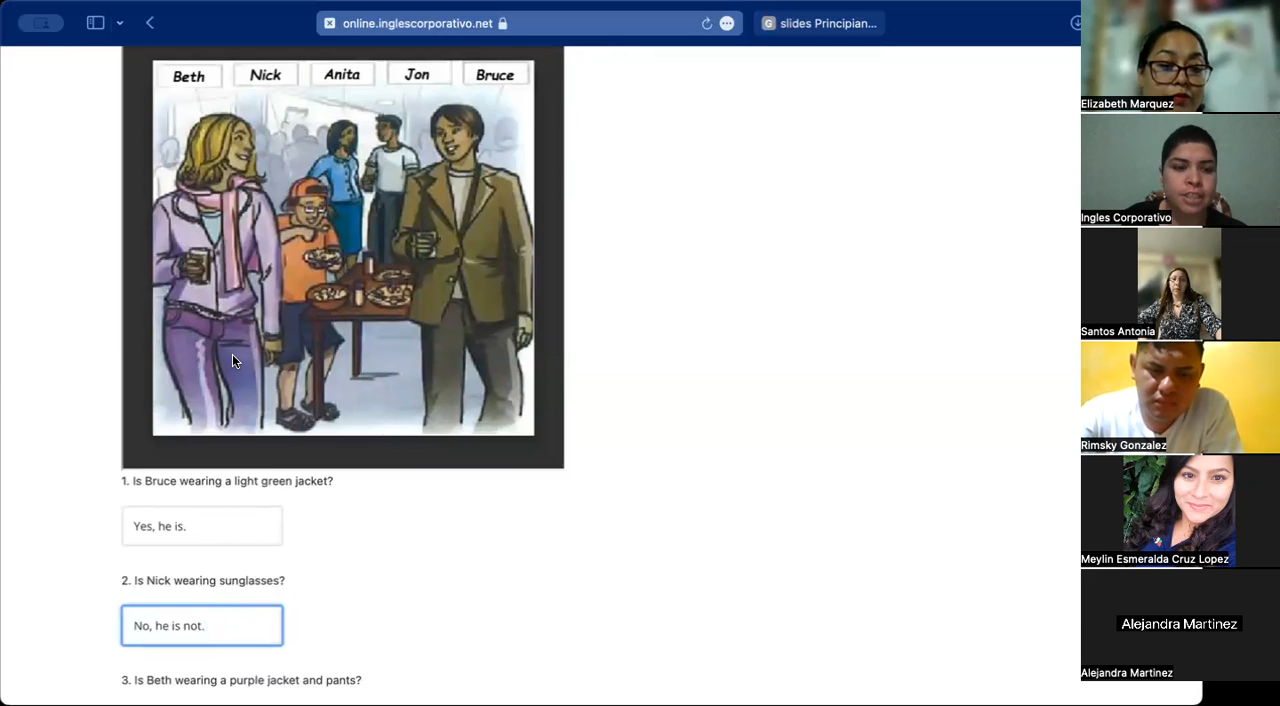 online.inglescorporativo.net
slides Principian...
Beth Nick Anita Jon Bruce
1. Is Bruce wearing a light green jacket?
Yes, he is.
2. Is Nick wearing sunglasses?
No, he is not.
3. Is Beth wearing a purple jacket and pants?
Elizabeth Marquez
Ingles Corporativo
Santos Antonia
Rimsky Gonzalez
Meylin Esmeralda Cruz Lopez
Alejandra Martinez
Alejandra Martinez